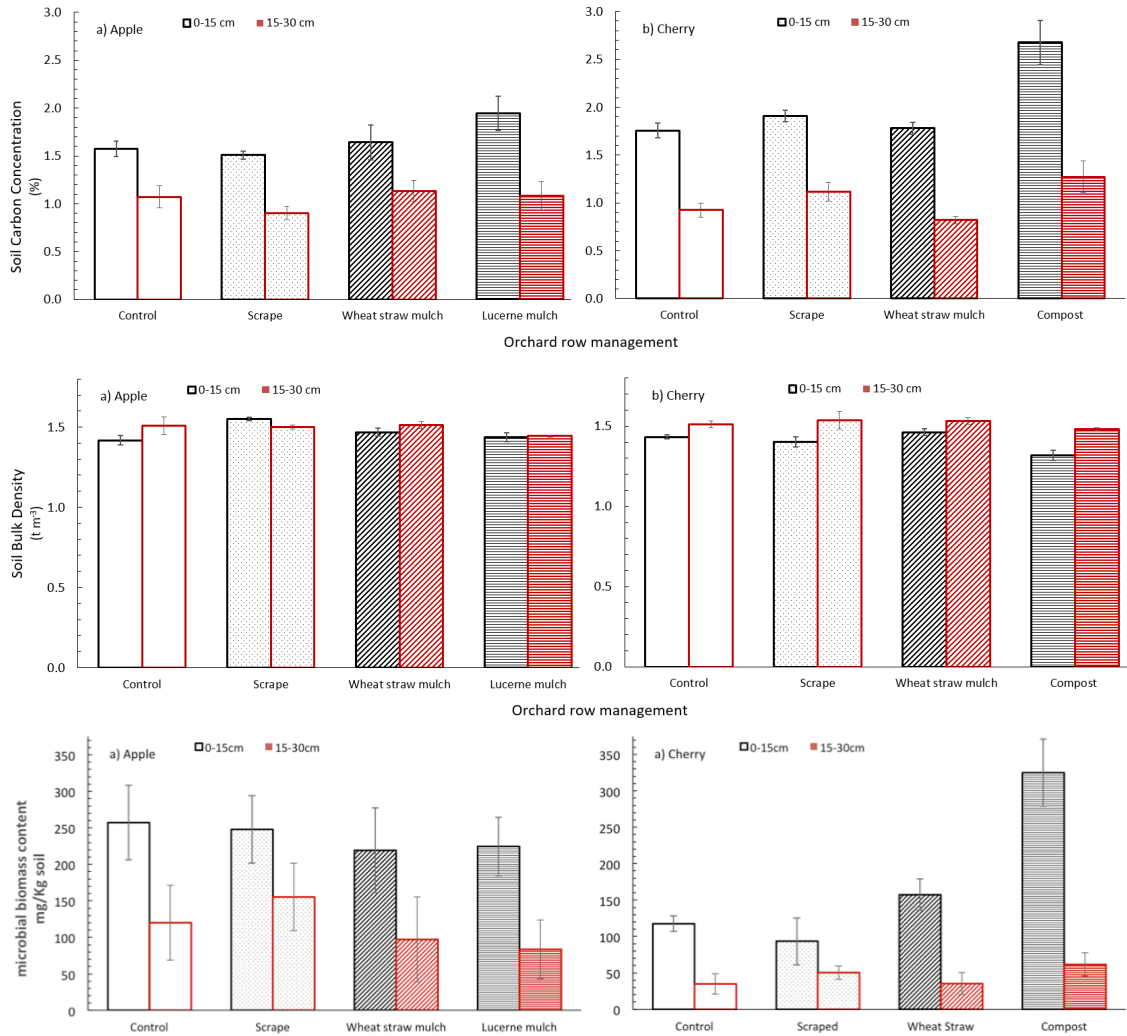 a) Apple
0-15 cm
15-30 cm
3.0
2.5
2.0
1.5
1.0
0.5
0.0
Soil Carbon Concentration
(%)
Control
Scrape
Wheat straw mulch
Lucerne mulch
b) Cherry
0-15 cm
15-30 cm
3.0
2.5
2.0
1.5
1.0
0.5
0.0
Control
Scrape
Wheat straw mulch
Compost
Orchard row management
a) Apple
0-15 cm
15-30 cm
1.5
1.0
0.5
0.0
Soil Bulk Density
(t m⁻³)
Control
Scrape
Wheat straw mulch
Lucerne mulch
b) Cherry
0-15 cm
15-30 cm
1.5
1.0
0.5
0.0
Control
Scrape
Wheat straw mulch
Compost
Orchard row management
a) Apple
0-15cm
15-30cm
350
300
250
200
150
100
50
0
microbial biomass content
mg/Kg soil
Control
Scrape
Wheat straw mulch
Lucerne mulch
a) Cherry
0-15cm
15-30cm
350
300
250
200
150
100
50
0
Control
Scraped
Wheat Straw
Compost